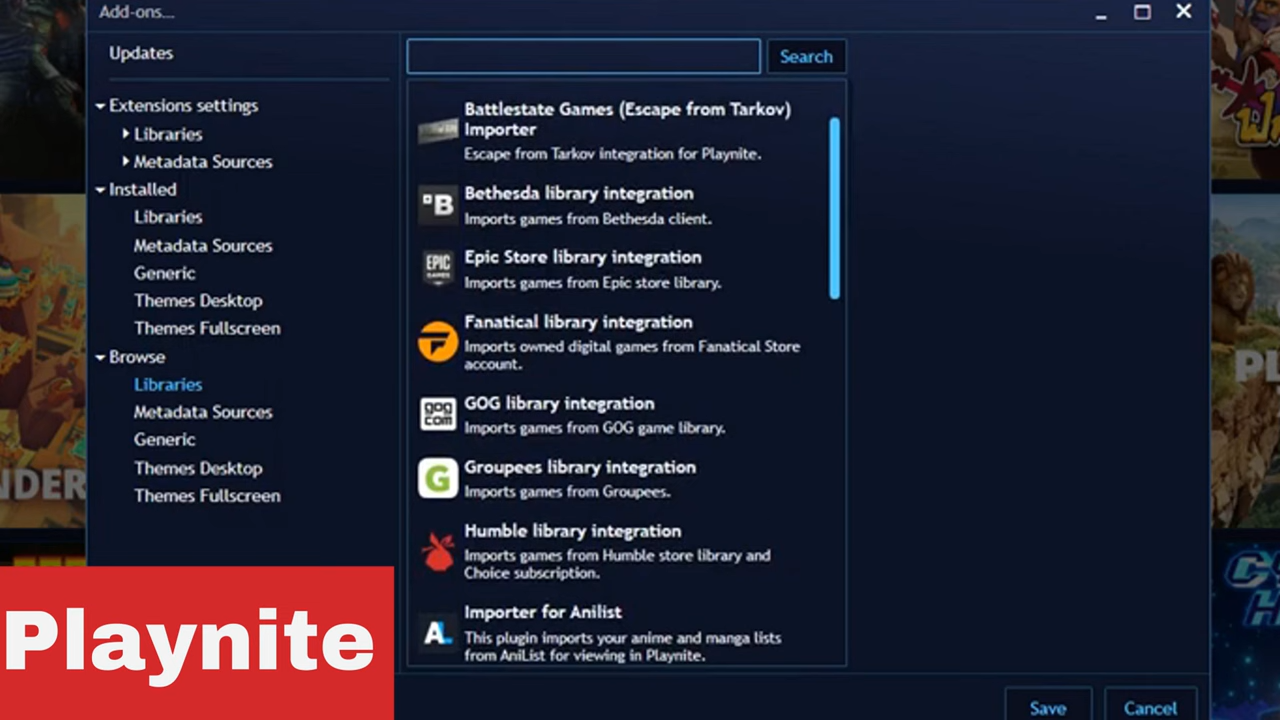 Add-ons...
Updates
Search
Extensions settings
Libraries
Metadata Sources
Installed
Libraries
Metadata Sources
Generic
Themes Desktop
Themes Fullscreen
Browse
Libraries
Metadata Sources
Generic
Themes Desktop
Themes Fullscreen
Battlestate Games (Escape from Tarkov)
Importer
Escape from Tarkov integration for Playnite.
B
Bethesda library integration
Imports games from Bethesda client.
EPIC
GAMES
Epic Store library integration
Imports games from Epic store library.
Fanatical library integration
Imports owned digital games from Fanatical Store
account.
gog
com
GOG library integration
Imports games from GOG game library.
G
Groupees library integration
Imports games from Groupees.
Humble library integration
Imports games from Humble store library and
Choice subscription.
A.
Importer for Anilist
This plugin imports your anime and manga lists
from AniList for viewing in Playnite.
Save
Cancel
NDER
PL
Playnite